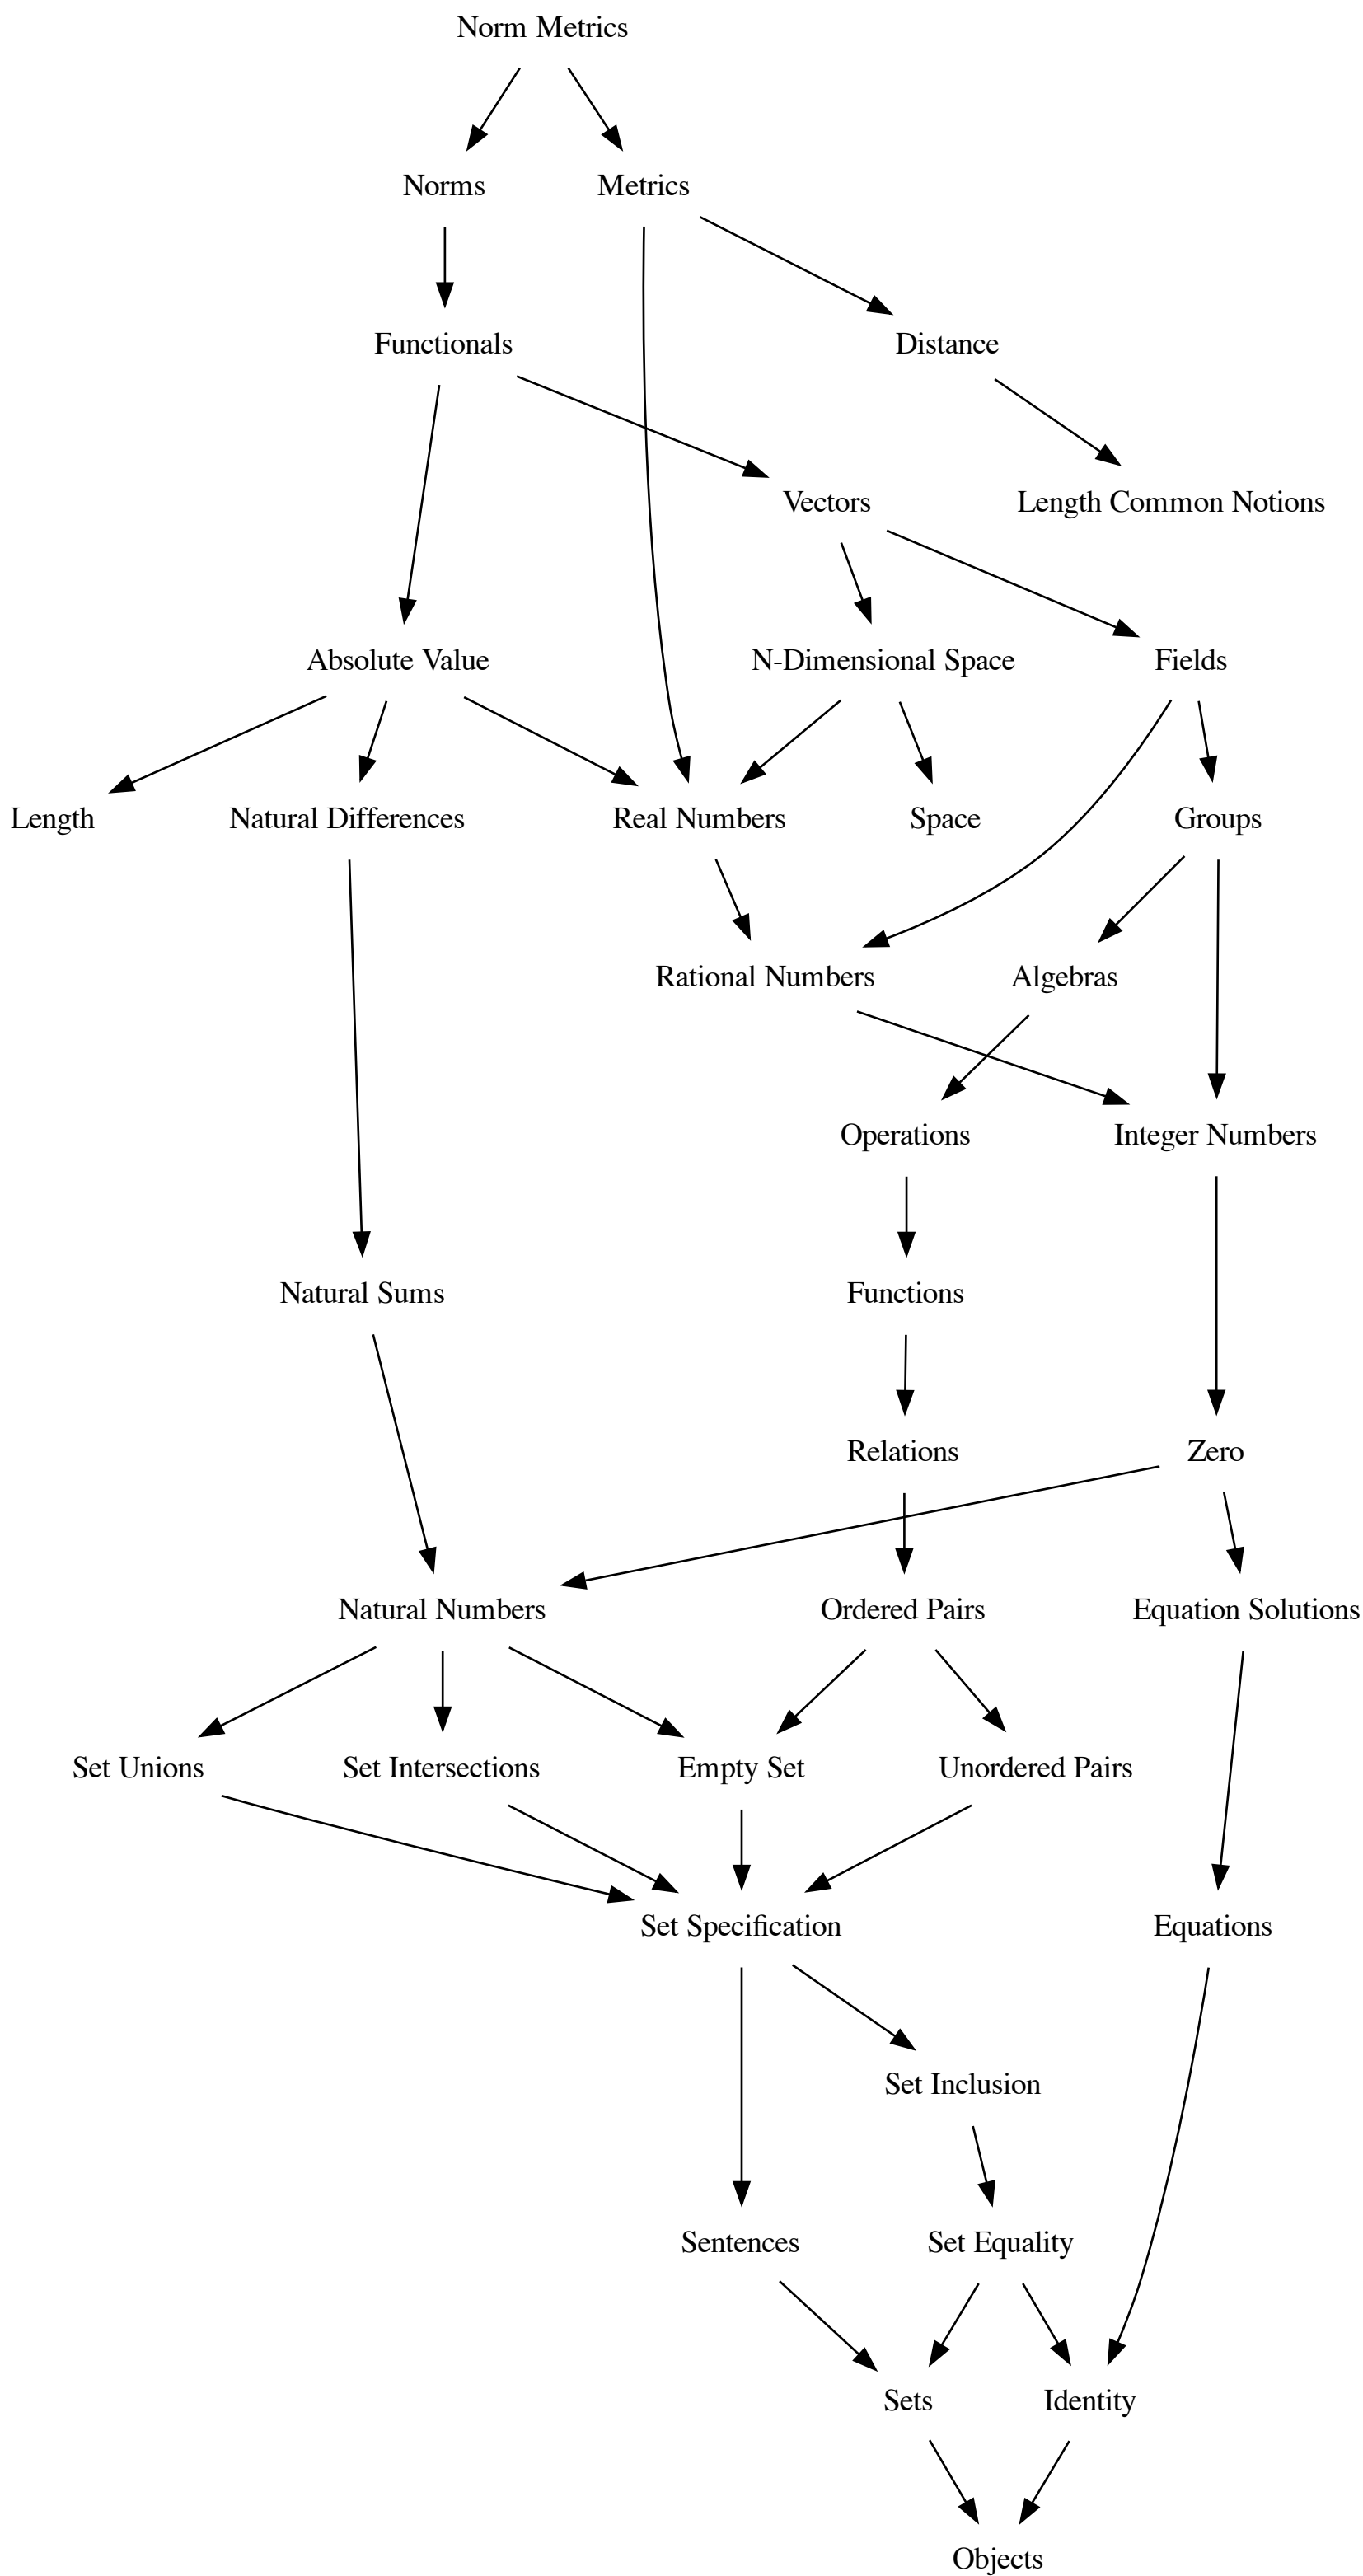 Norm Metrics
Norms
Metrics
Functionals
Distance
Vectors
Length Common Notions
Absolute Value
N-Dimensional Space
Fields
Length
Natural Differences
Real Numbers
Space
Groups
Rational Numbers
Algebras
Operations
Integer Numbers
Natural Sums
Functions
Relations
Zero
Natural Numbers
Ordered Pairs
Equation Solutions
Set Unions
Set Intersections
Empty Set
Unordered Pairs
Set Specification
Equations
Set Inclusion
Sentences
Set Equality
Sets
Identity
Objects